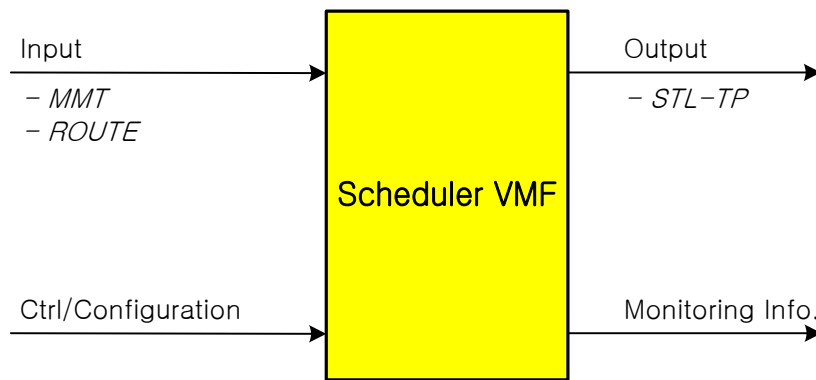 Input
- MMT
- ROUTE
Scheduler VMF
Output
- STL-TP
Ctrl/Configuration
Monitoring Info.